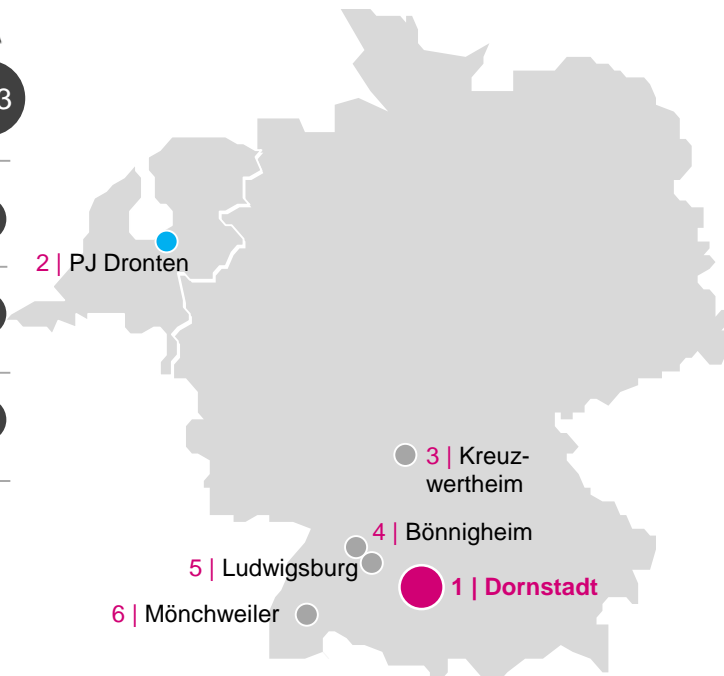 3
2 | PJ Dronten
3 | Kreuz-
wertheim
4 | Bönnigheim
5 | Ludwigsburg
1 | Dornstadt
6 | Mönchweiler